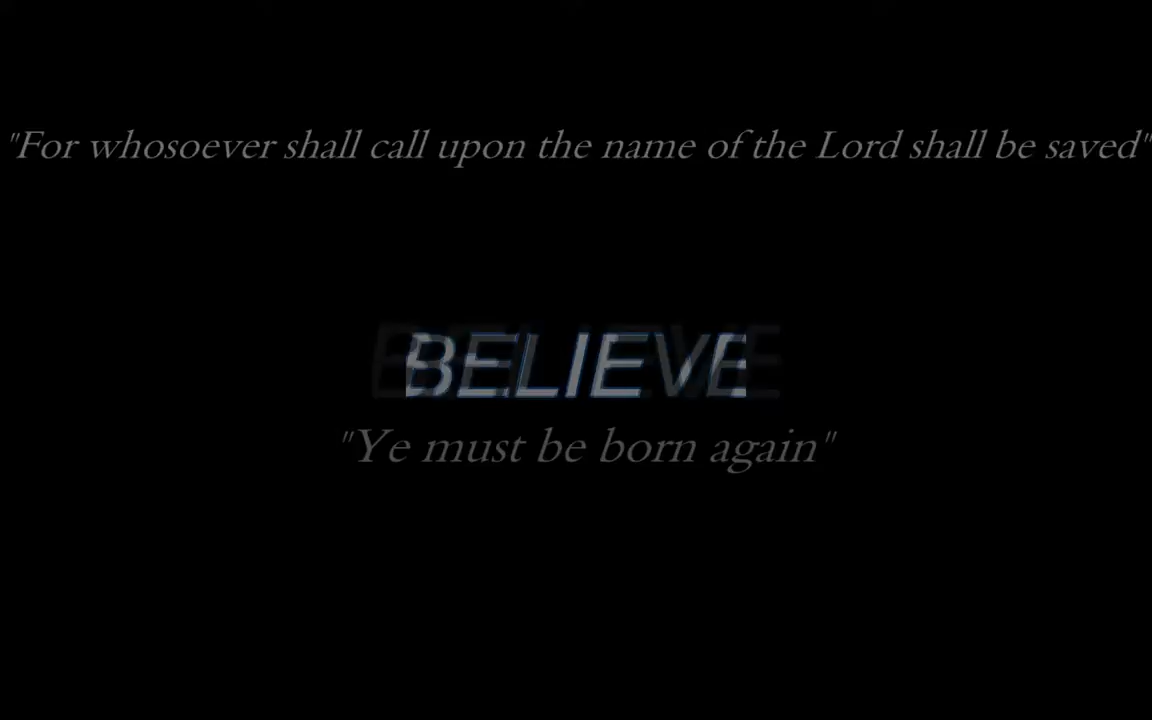 "For whosoever shall call upon the name of the Lord shall be saved"
BELIEVE
"Ye must be born again"